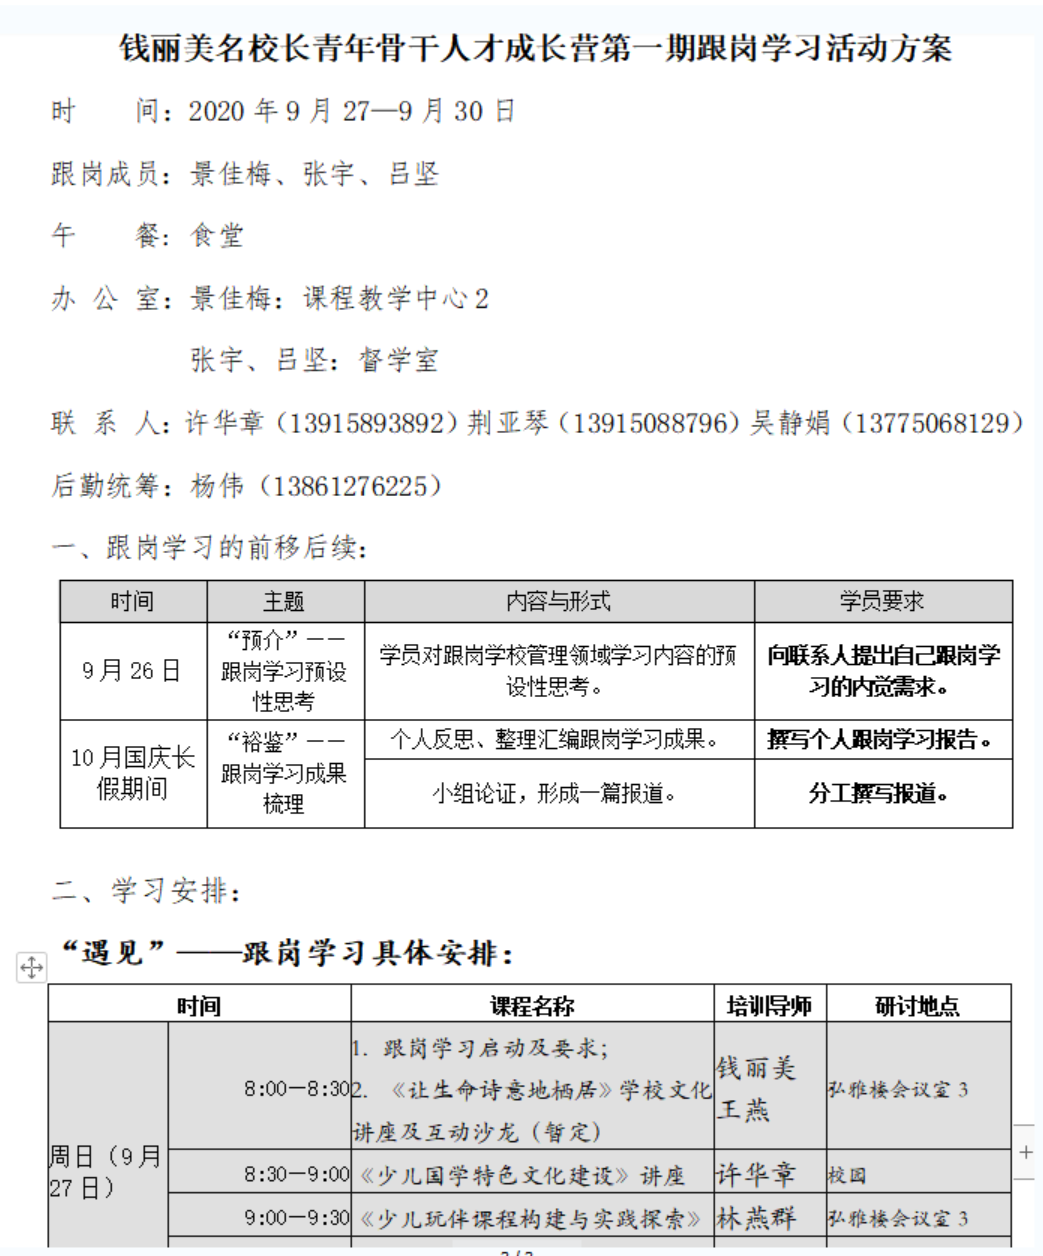 钱丽美名校长青年骨干人才成长营第一期跟岗学习活动方案
时 间：2020 年 9 月 27—9 月 30 日
跟岗成员：景佳梅、张宇、吕坚
午 餐：食堂
办 公 室：景佳梅：课程教学中心 2
张宇、吕坚：督学室
联 系 人：许华章（13915893892）荆亚琴（13915088796）吴静娟（13775068129）
后勤统筹：杨伟（13861276225）
一、跟岗学习的前移后续：
时间 主题 内容与形式 学员要求
9 月 26 日
“预介”——
跟岗学习预设
性思考
学员对跟岗学校管理领域学习内容的预
设性思考。
向联系人提出自己跟岗学
习的内觉需求。
10 月国庆长
假期间
“裕鉴”——
跟岗学习成果
梳理
个人反思、整理汇编跟岗学习成果。
撰写个人跟岗学习报告。
小组论证，形成一篇报道。
分工撰写报道。
二、学习安排：
“遇见”——跟岗学习具体安排：
时间 课程名称 培训导师 研讨地点
周日（9 月
27 日）
8:00—8:30
1. 跟岗学习启动及要求；
2. 《让生命诗意地栖居》学校文化
讲座及互动沙龙（暂定）
钱丽美
王燕
弘雅楼会议室 3
8:30—9:00 《少儿国学特色文化建设》讲座 许华章 校园
9:00—9:30 《少儿玩伴课程构建与实践探索》 林燕群 弘雅楼会议室 3